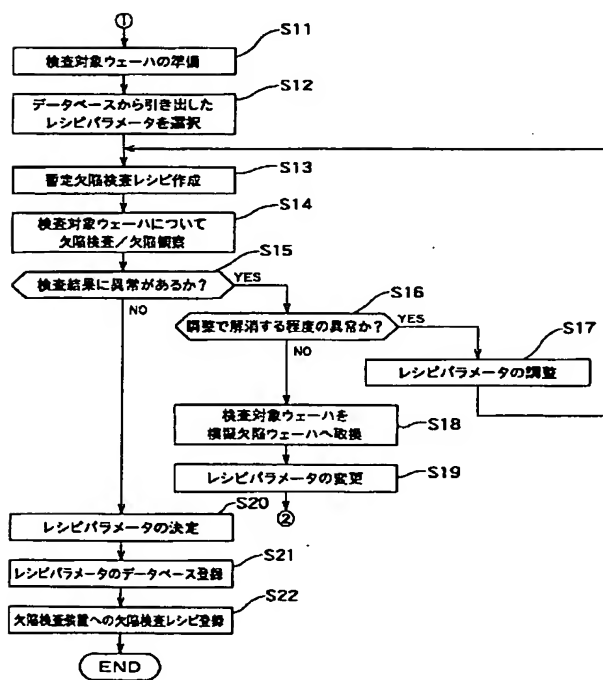 ①
S11
検査対象ウェーハの準備
S12
データベースから引き出した
レシピパラメータを選択
S13
暫定欠陥検査レシピ作成
S14
検査対象ウェーハについて
欠陥検査/欠陥観察
S15
検査結果に異常があるか?
YES
NO
S16
調整で解消する程度の異常か?
YES
NO
S17
レシピパラメータの調整
検査対象ウェーハを
模擬欠陥ウェーハへ取換
S18
レシピパラメータの変更
S19
②
S20
レシピパラメータの決定
S21
レシピパラメータのデータベース登録
S22
欠陥検査装置への欠陥検査レシピ登録
END